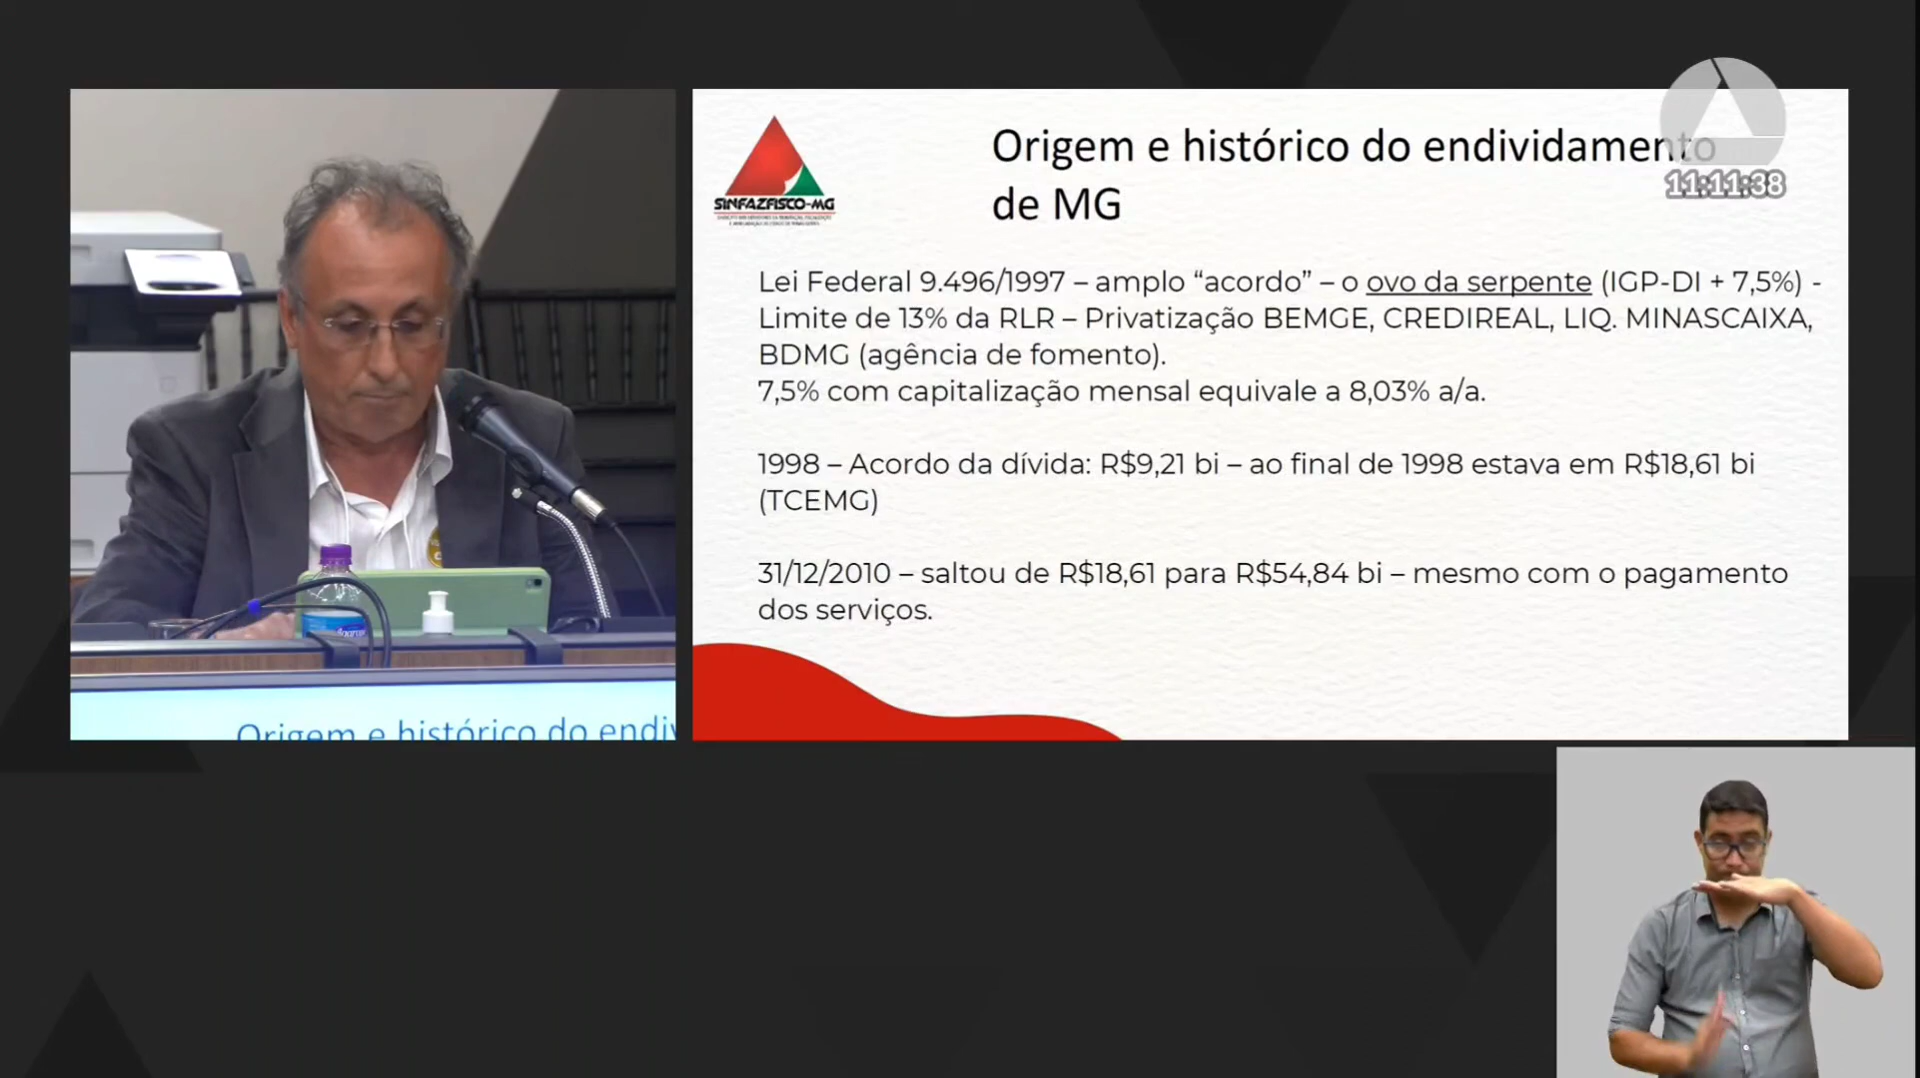 Origem e histórico do endividamento
de MG
11:11:38
SINFAZFISCO-MG
Lei Federal 9.496/1997 – amplo “acordo” – o ovo da serpente (IGP-DI + 7,5%) -
Limite de 13% da RLR – Privatização BEMGE, CREDIREAL, LIQ. MINASCAIXA,
BDMG (agência de fomento).
7,5% com capitalização mensal equivale a 8,03% a/a.
1998 – Acordo da dívida: R$9,21 bi – ao final de 1998 estava em R$18,61 bi
(TCEMG)
31/12/2010 – saltou de R$18,61 para R$54,84 bi – mesmo com o pagamento
dos serviços.
Origem e histórico do endiv